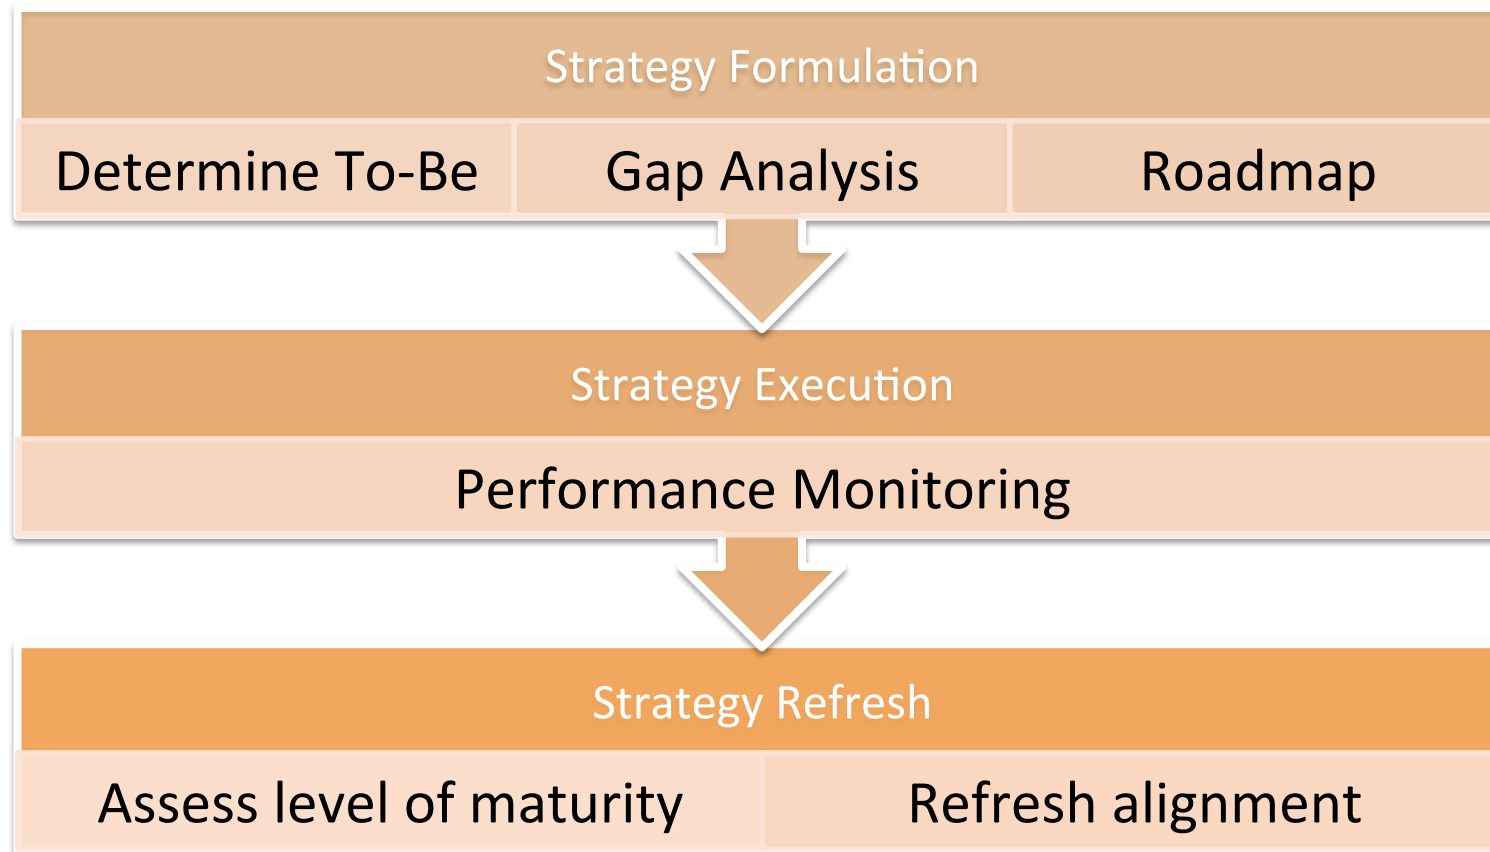 Strategy Formulation
Determine To-Be Gap Analysis Roadmap
Strategy Execution
Performance Monitoring
Strategy Refresh
Assess level of maturity Refresh alignment